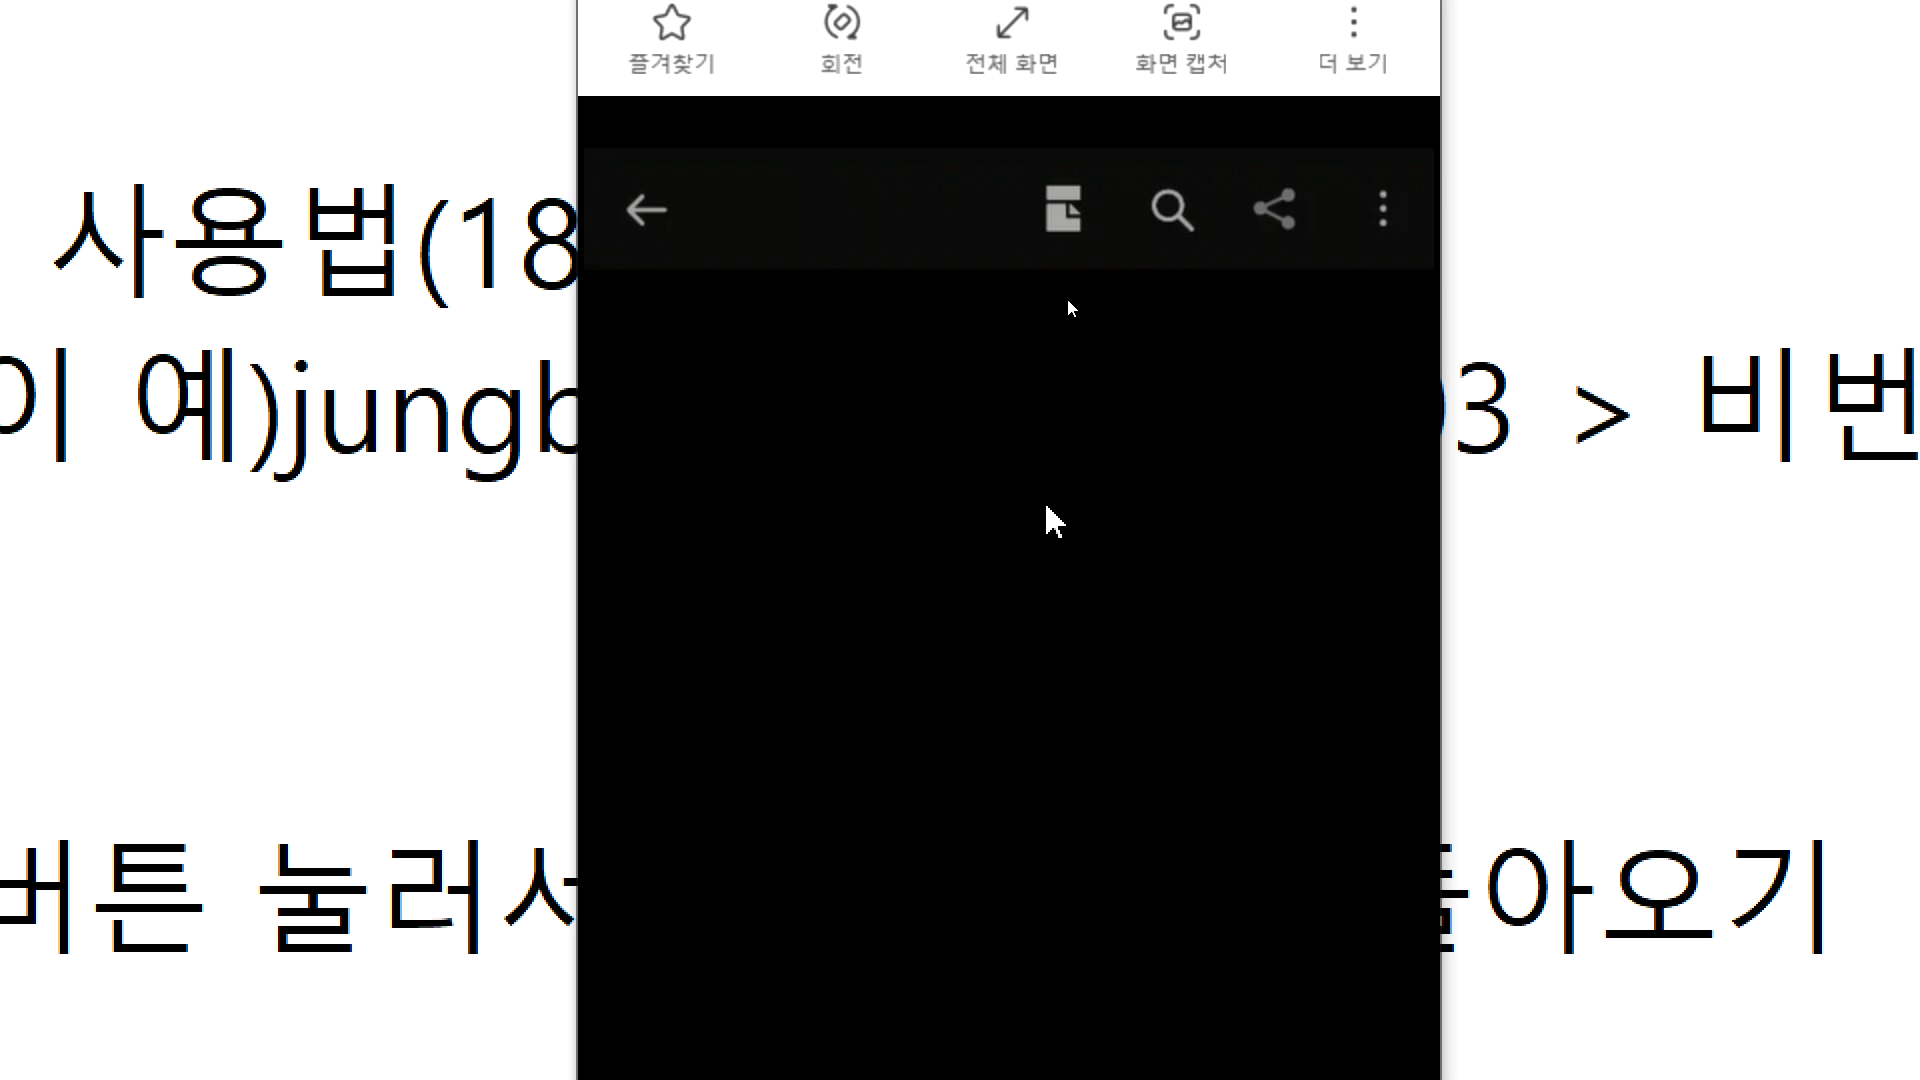 즐겨찾기 회전 전체 화면 화면 캡처 더 보기
사용법(18
이 예)jungb
03 > 비번
버튼 눌러서
돌아오기